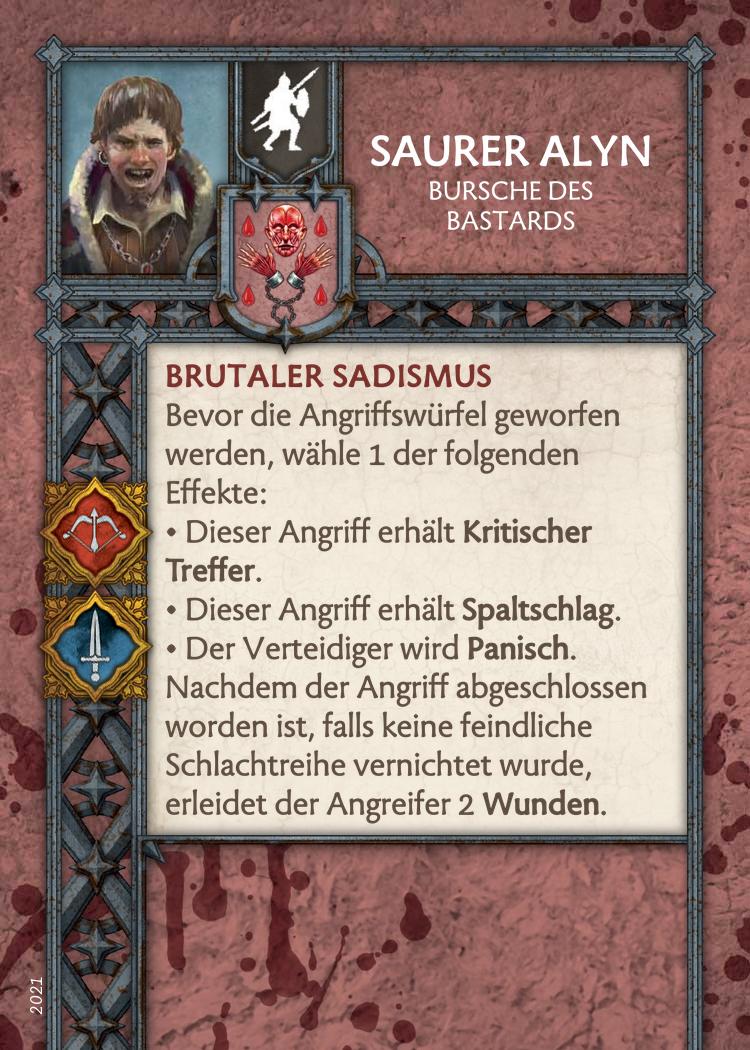 SAURER ALYN
BURSCHE DES
BASTARDS
BRUTALER SADISMUS
Bevor die Angriffswürfel geworfen
werden, wähle 1 der folgenden
Effekte:
• Dieser Angriff erhält Kritischer
Treffer.
• Dieser Angriff erhält Spaltschlag.
• Der Verteidiger wird Panisch.
Nachdem der Angriff abgeschlossen
worden ist, falls keine feindliche
Schlachtreihe vernichtet wurde,
erleidet der Angreifer 2 Wunden.
2021